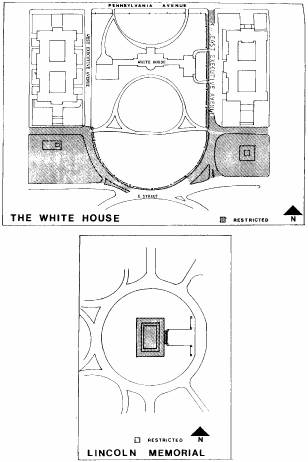 PENNSYLVANIA AVENUE
WEST EXECUTIVE AVENUE
WHITE HOUSE
EAST EXECUTIVE AVENUE
E STREET
THE WHITE HOUSE
RESTRICTED
N
RESTRICTED
N
LINCOLN MEMORIAL